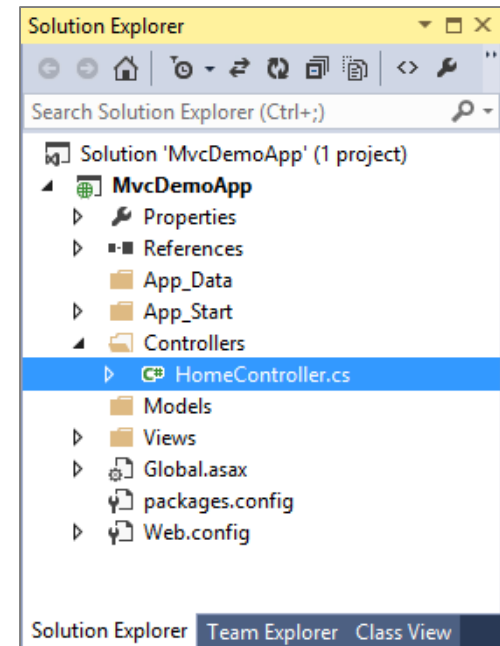 Solution Explorer
Search Solution Explorer (Ctrl+;)
Solution 'MvcDemoApp' (1 project)
MvcDemoApp
Properties
References
App_Data
App_Start
Controllers
C# HomeController.cs
Models
Views
Global.asax
packages.config
Web.config
Solution Explorer Team Explorer Class View